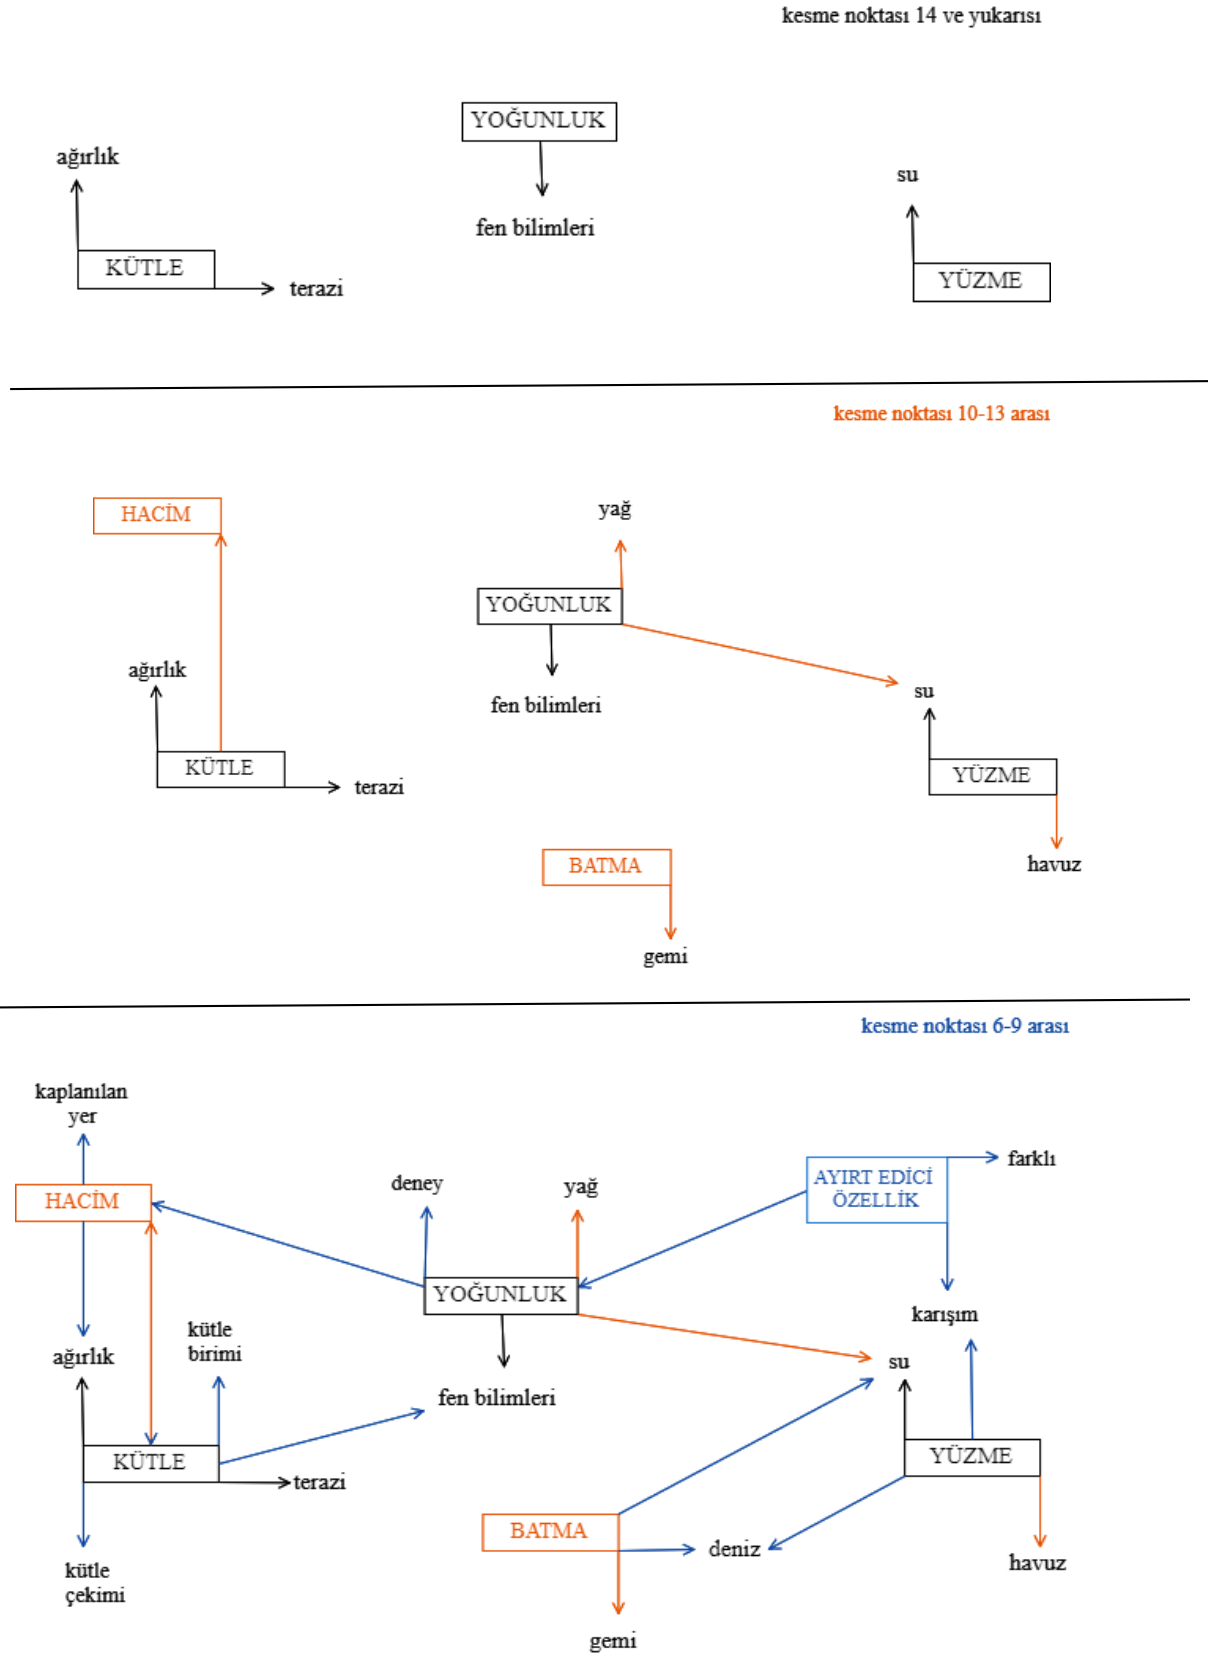 kesme noktası 14 ve yukarısı
YOĞUNLUK
ağırlık
su
fen bilimleri
KÜTLE
YÜZME
terazi
kesme noktası 10-13 arası
HACİM
yağ
YOĞUNLUK
ağırlık
su
fen bilimleri
KÜTLE
YÜZME
terazi
BATMA
havuz
gemi
kesme noktası 6-9 arası
kaplanılan
yer
farklı
AYIRT EDİCİ
ÖZELLİK
deney
yağ
HACİM
YOĞUNLUK
karışım
kütle
birimi
ağırlık
su
fen bilimleri
KÜTLE
YÜZME
terazi
BATMA
deniz
havuz
kütle
çekimi
gemi